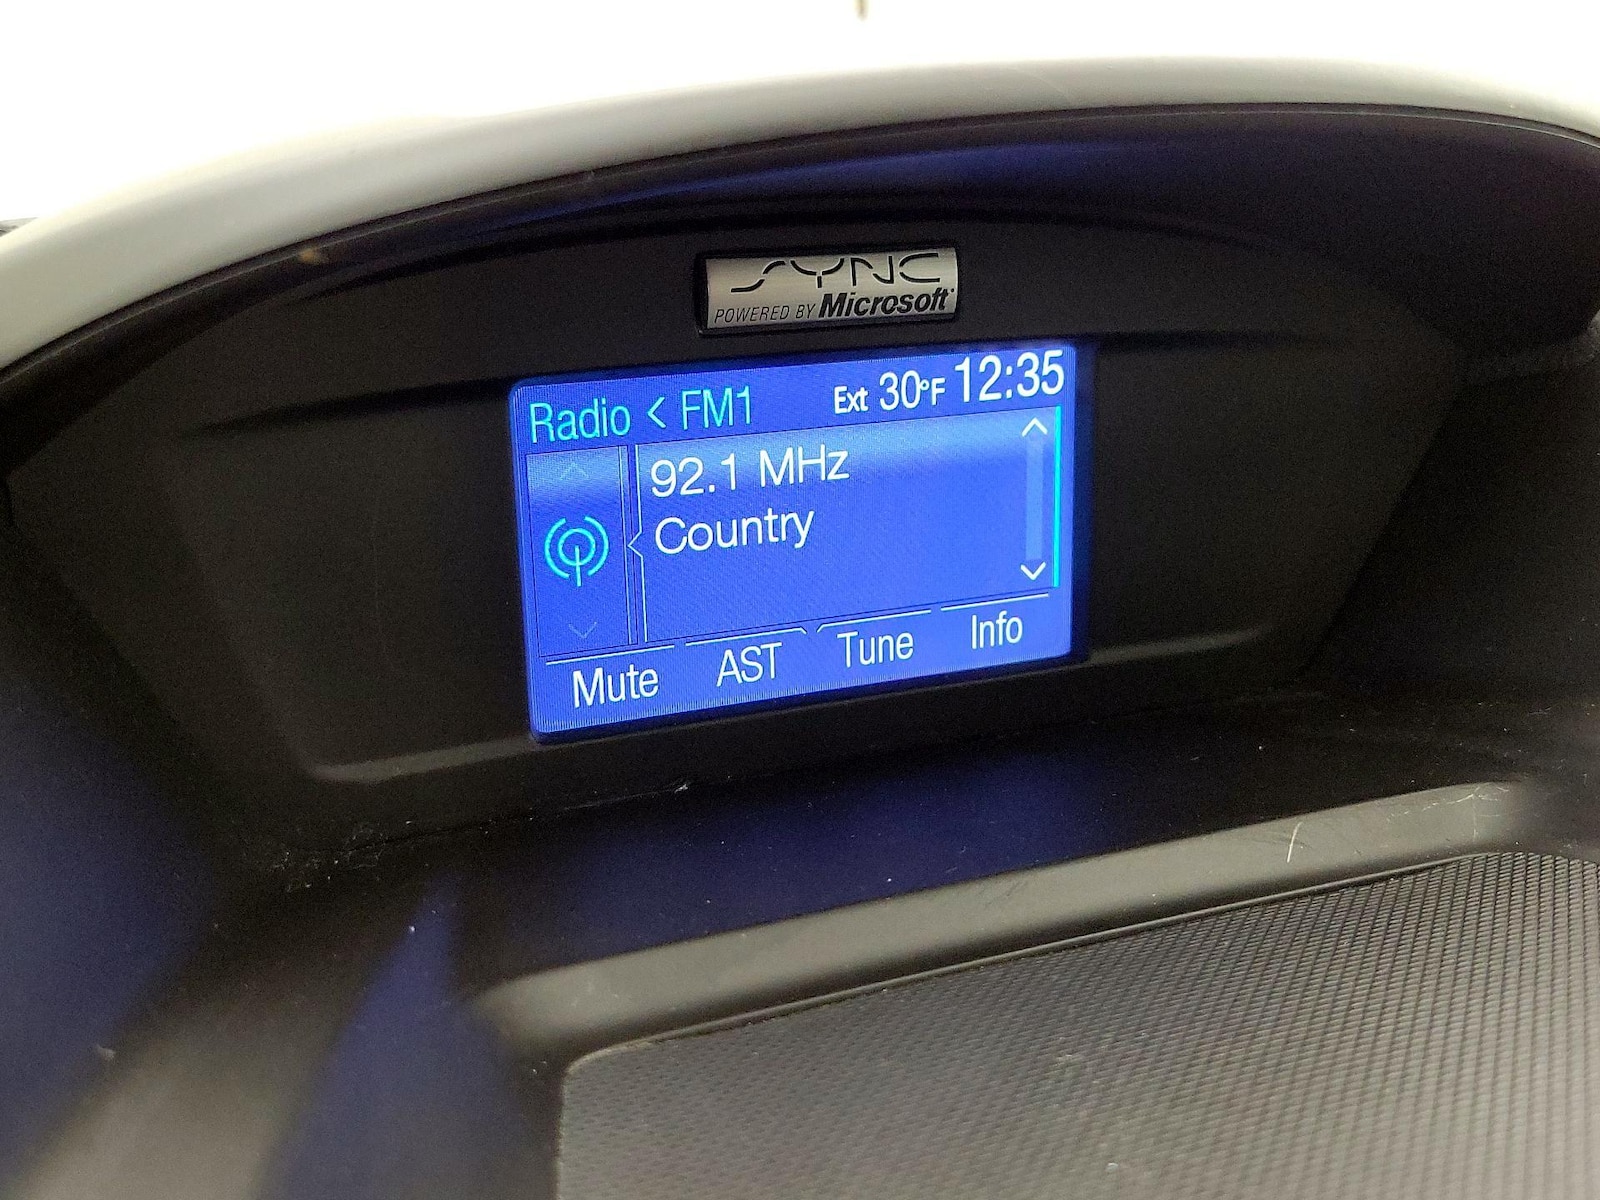 SYNC
POWERED BY Microsoft
Radio < FM1 Ext 30°F 12:35
92.1 MHz
Country
Mute AST Tune Info